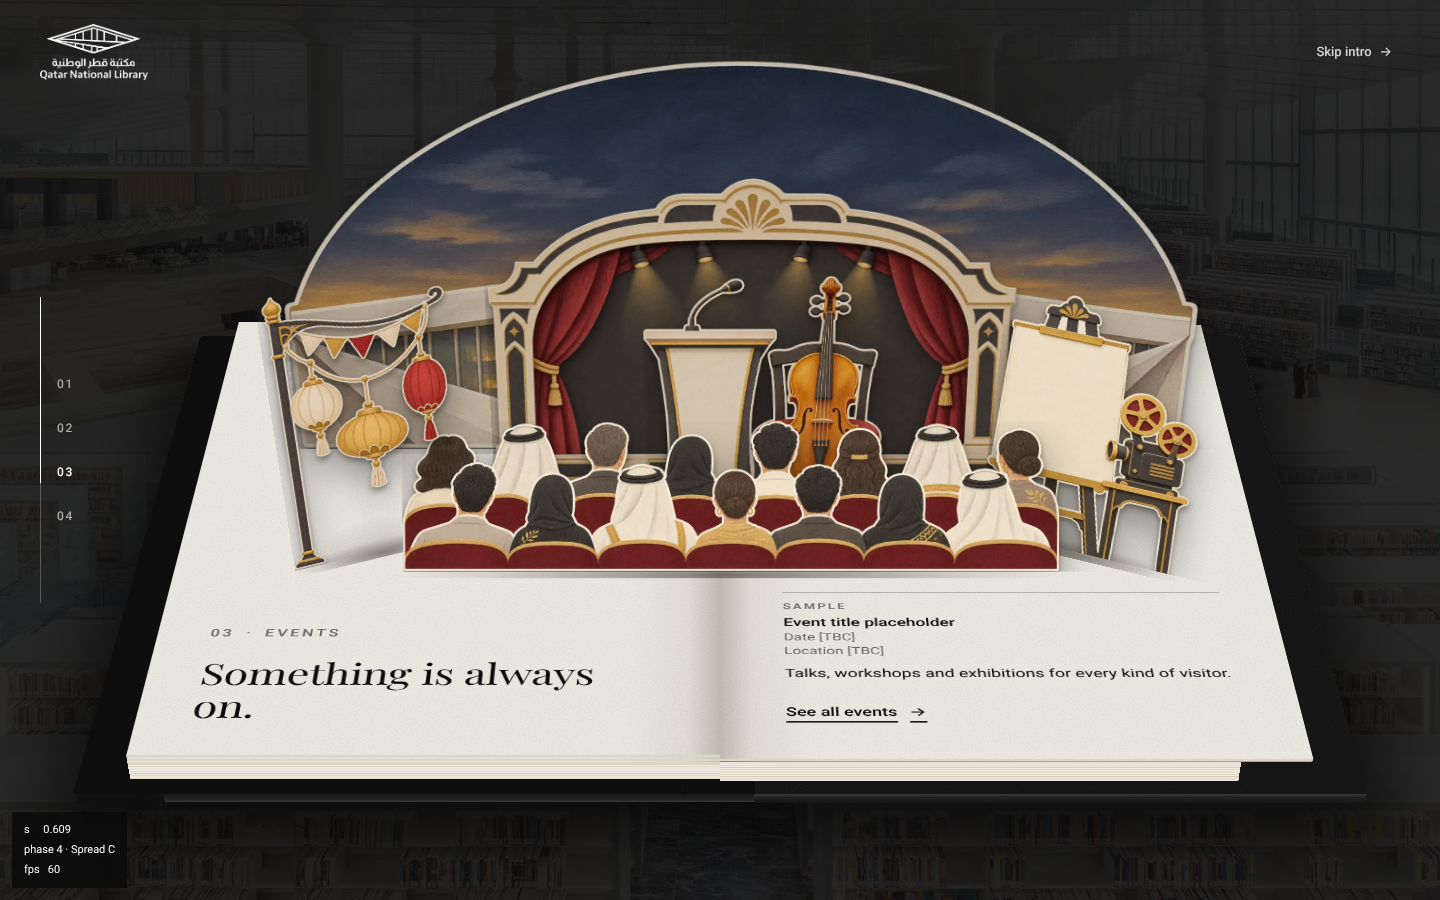 مكتبة قطر الوطنية
Qatar National Library
Skip intro →
01
02
03
04
03 · EVENTS
Something is always
on.
SAMPLE
Event title placeholder
Date [TBC]
Location [TBC]
Talks, workshops and exhibitions for every kind of visitor.
See all events →
s 0.609
phase 4 · Spread C
fps 60